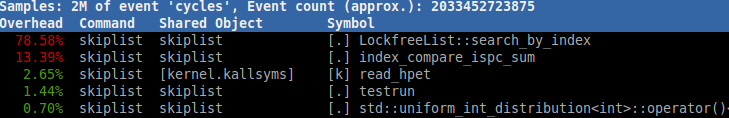 Samples: 2M of event 'cycles', Event count (approx.): 2033452723875
Overhead  Command   Shared Object      Symbol
78.58%  skiplist  skiplist           [.] LockfreeList::search_by_index
13.39%  skiplist  skiplist           [.] index_compare_ispc_sum
2.65%  skiplist  [kernel.kallsyms]  [k] read_hpet
1.44%  skiplist  skiplist           [.] testrun
0.70%  skiplist  skiplist           [.] std::uniform_int_distribution<int>::operator()